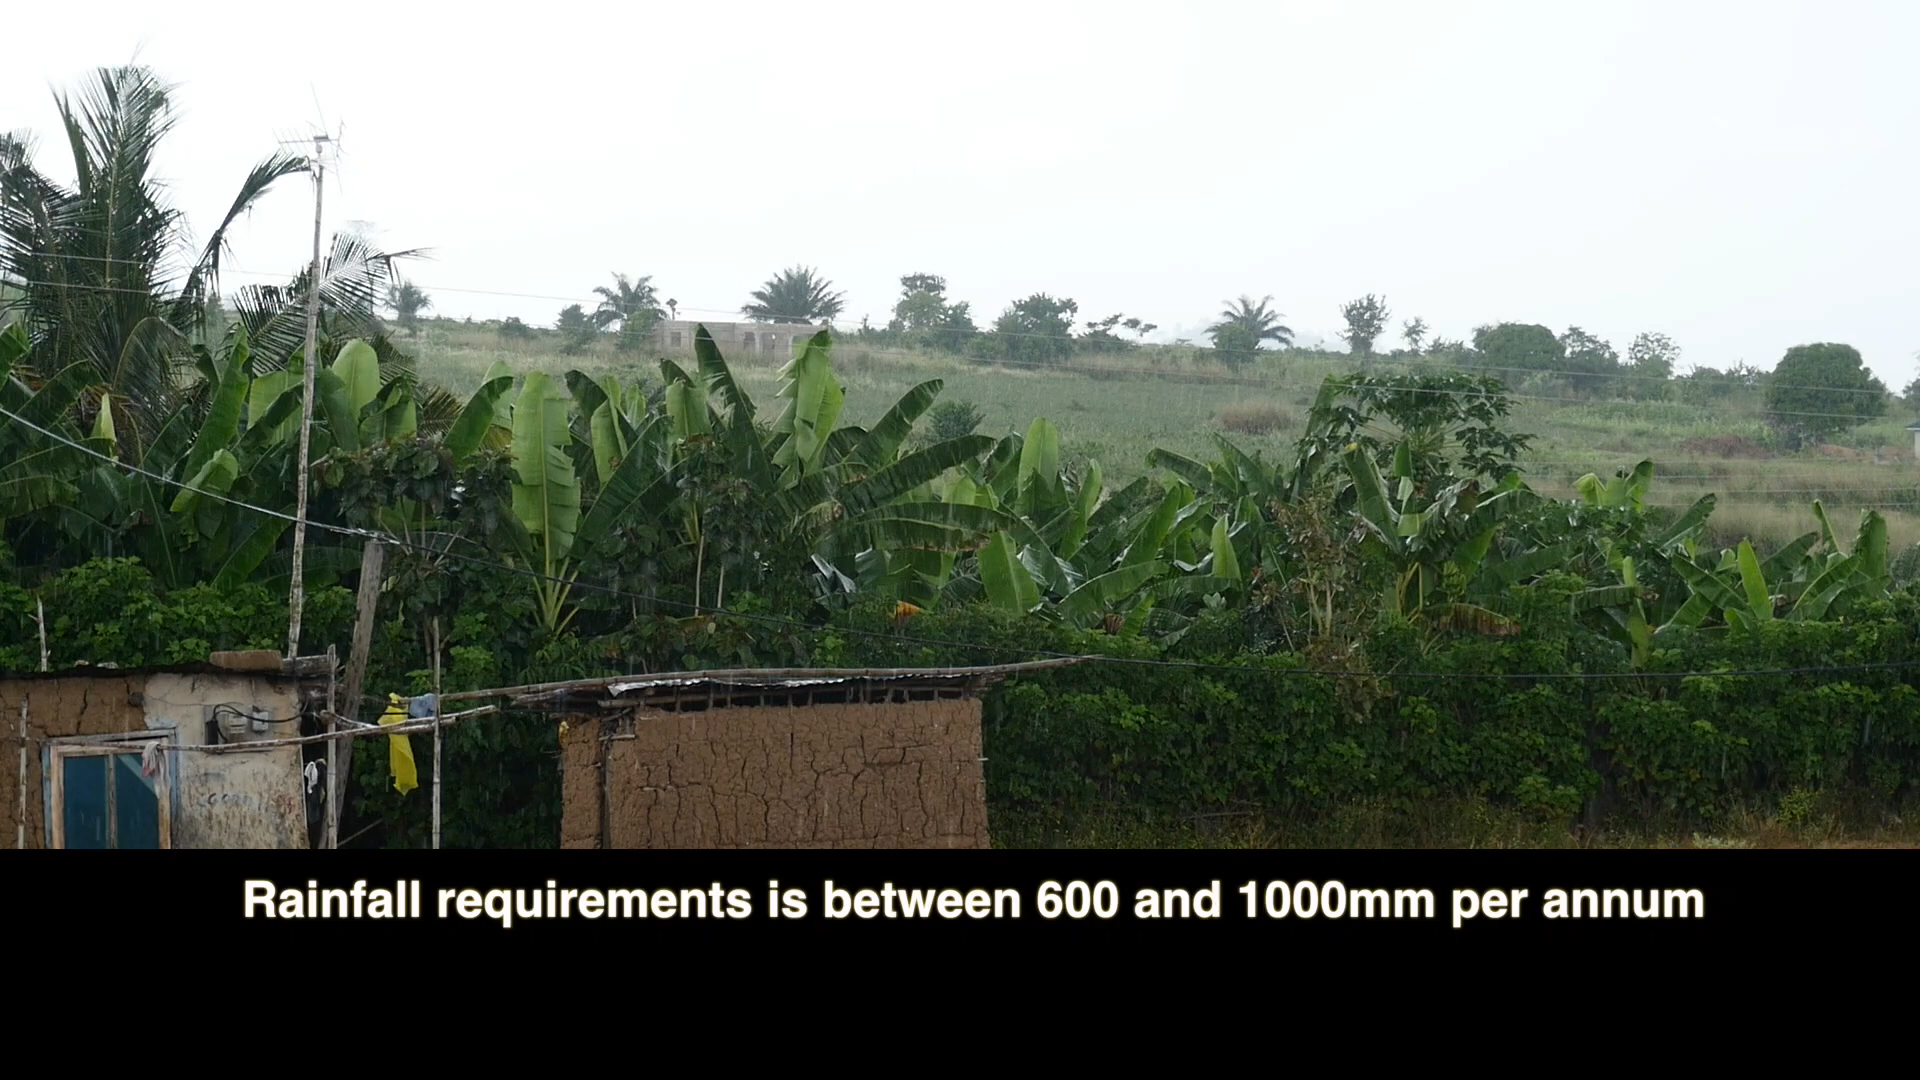 Rainfall requirements is between 600 and 1000mm per annum